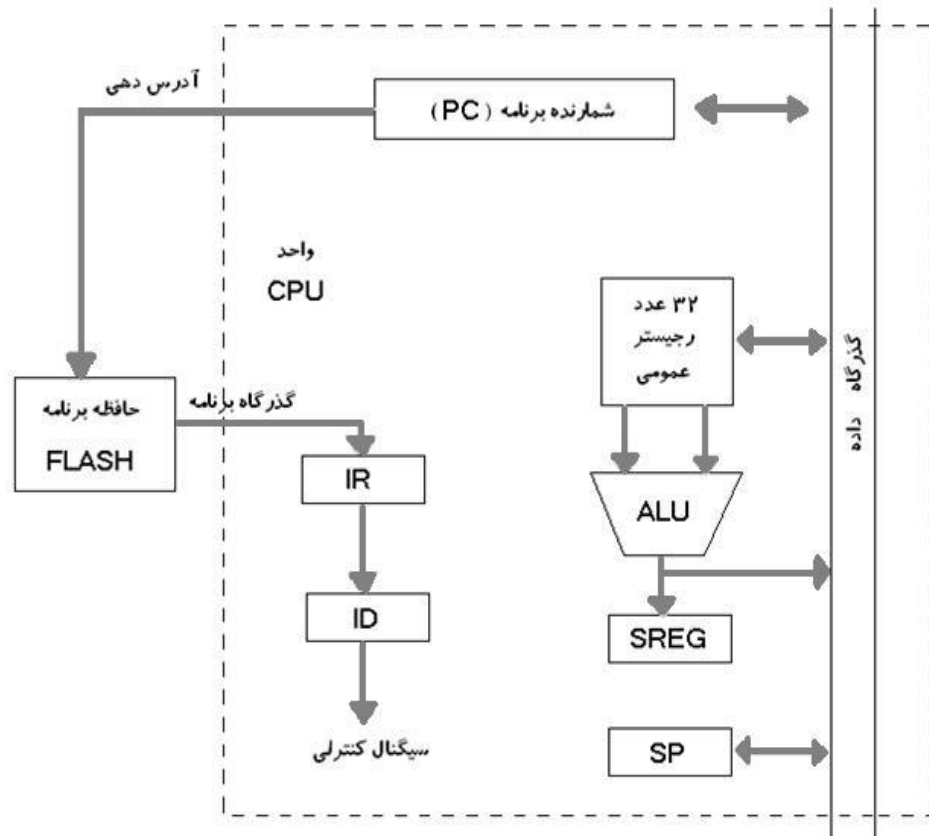 آدرس دهی
شمارنده برنامه ( PC )
واحد
CPU
۳۲ عدد
رجیستر
عمومی
گذرگاه داده
حافظه برنامه
FLASH
گذرگاه برنامه
IR
ALU
ID
SREG
سیگنال کنترلی
SP